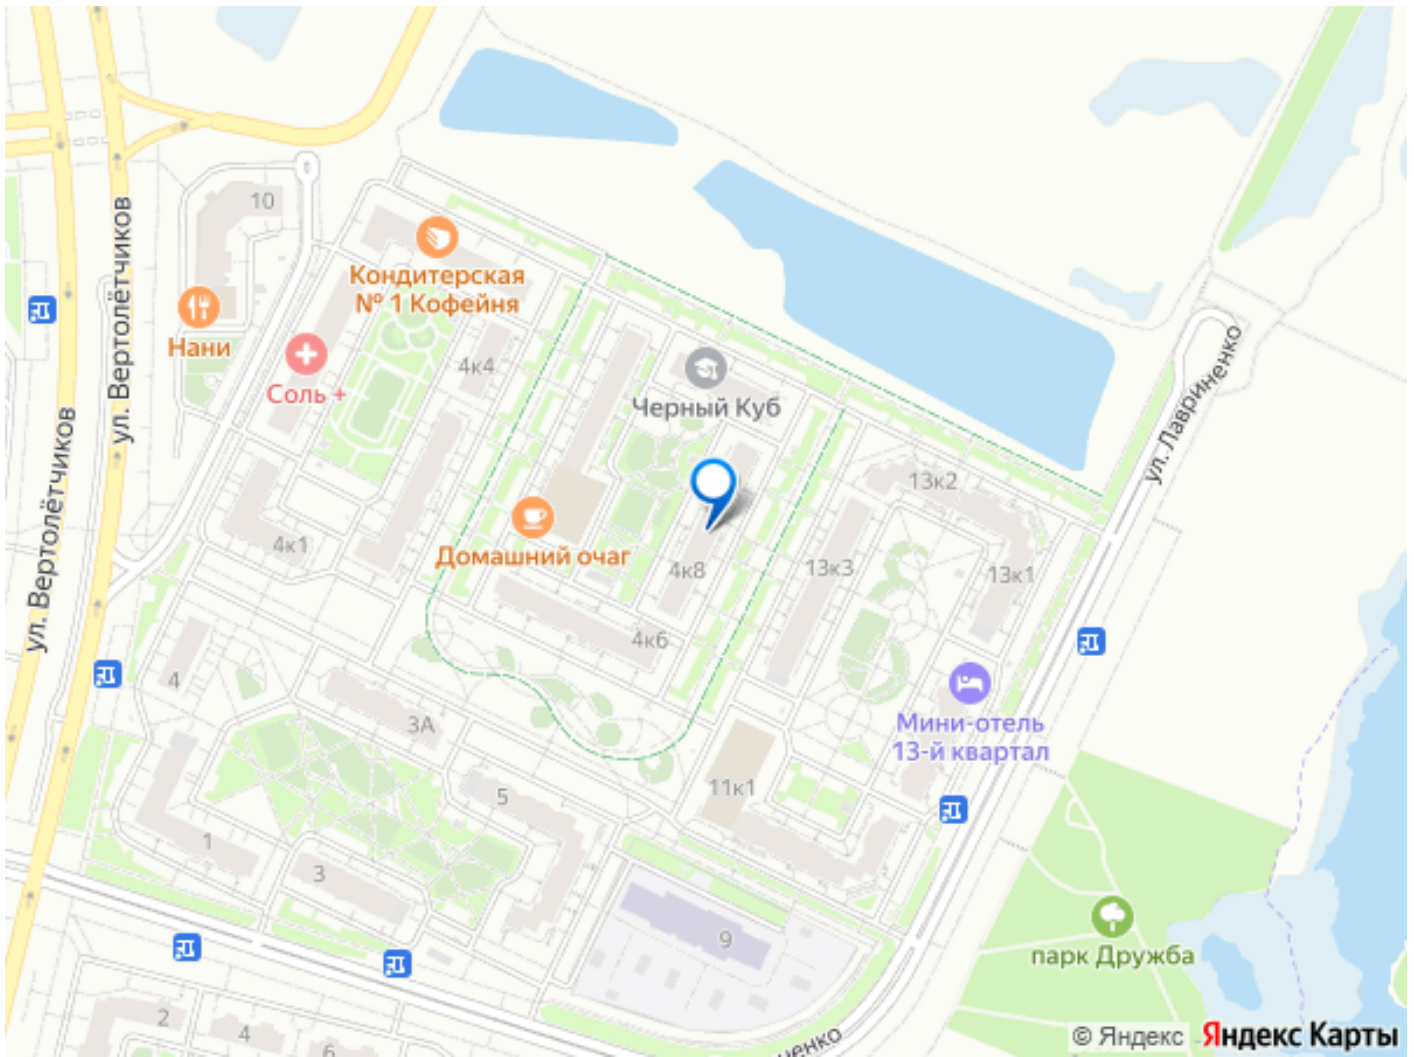 10
ул. Вертолётчиков
Кондитерская
№ 1 Кофейня
Нани
Соль +
4к4
Черный Куб
ул. Лавриненко
ул. Вертолётчиков
13к2
Домашний очаг
4к1
4к8
13к3
13к1
4к6
4
3А
Мини-отель
13-й квартал
11к1
5
1
3
9
парк Дружба
2
4
6
© Яндекс Яндекс Карты